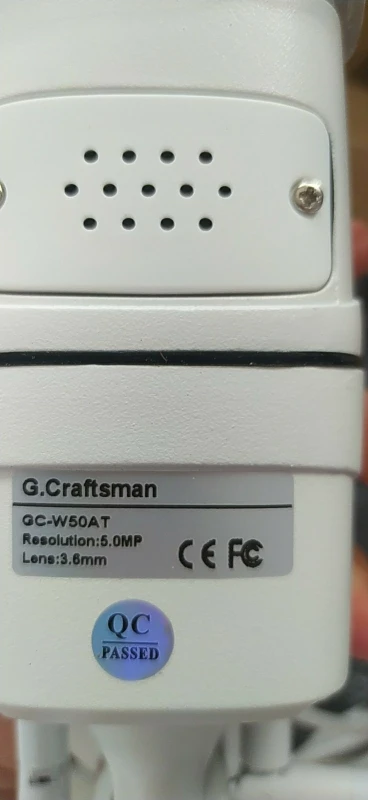 G.Craftsman
GC-W50AT
Resolution:5.0MP
Lens:3.6mm
CE FC
QC
PASSED